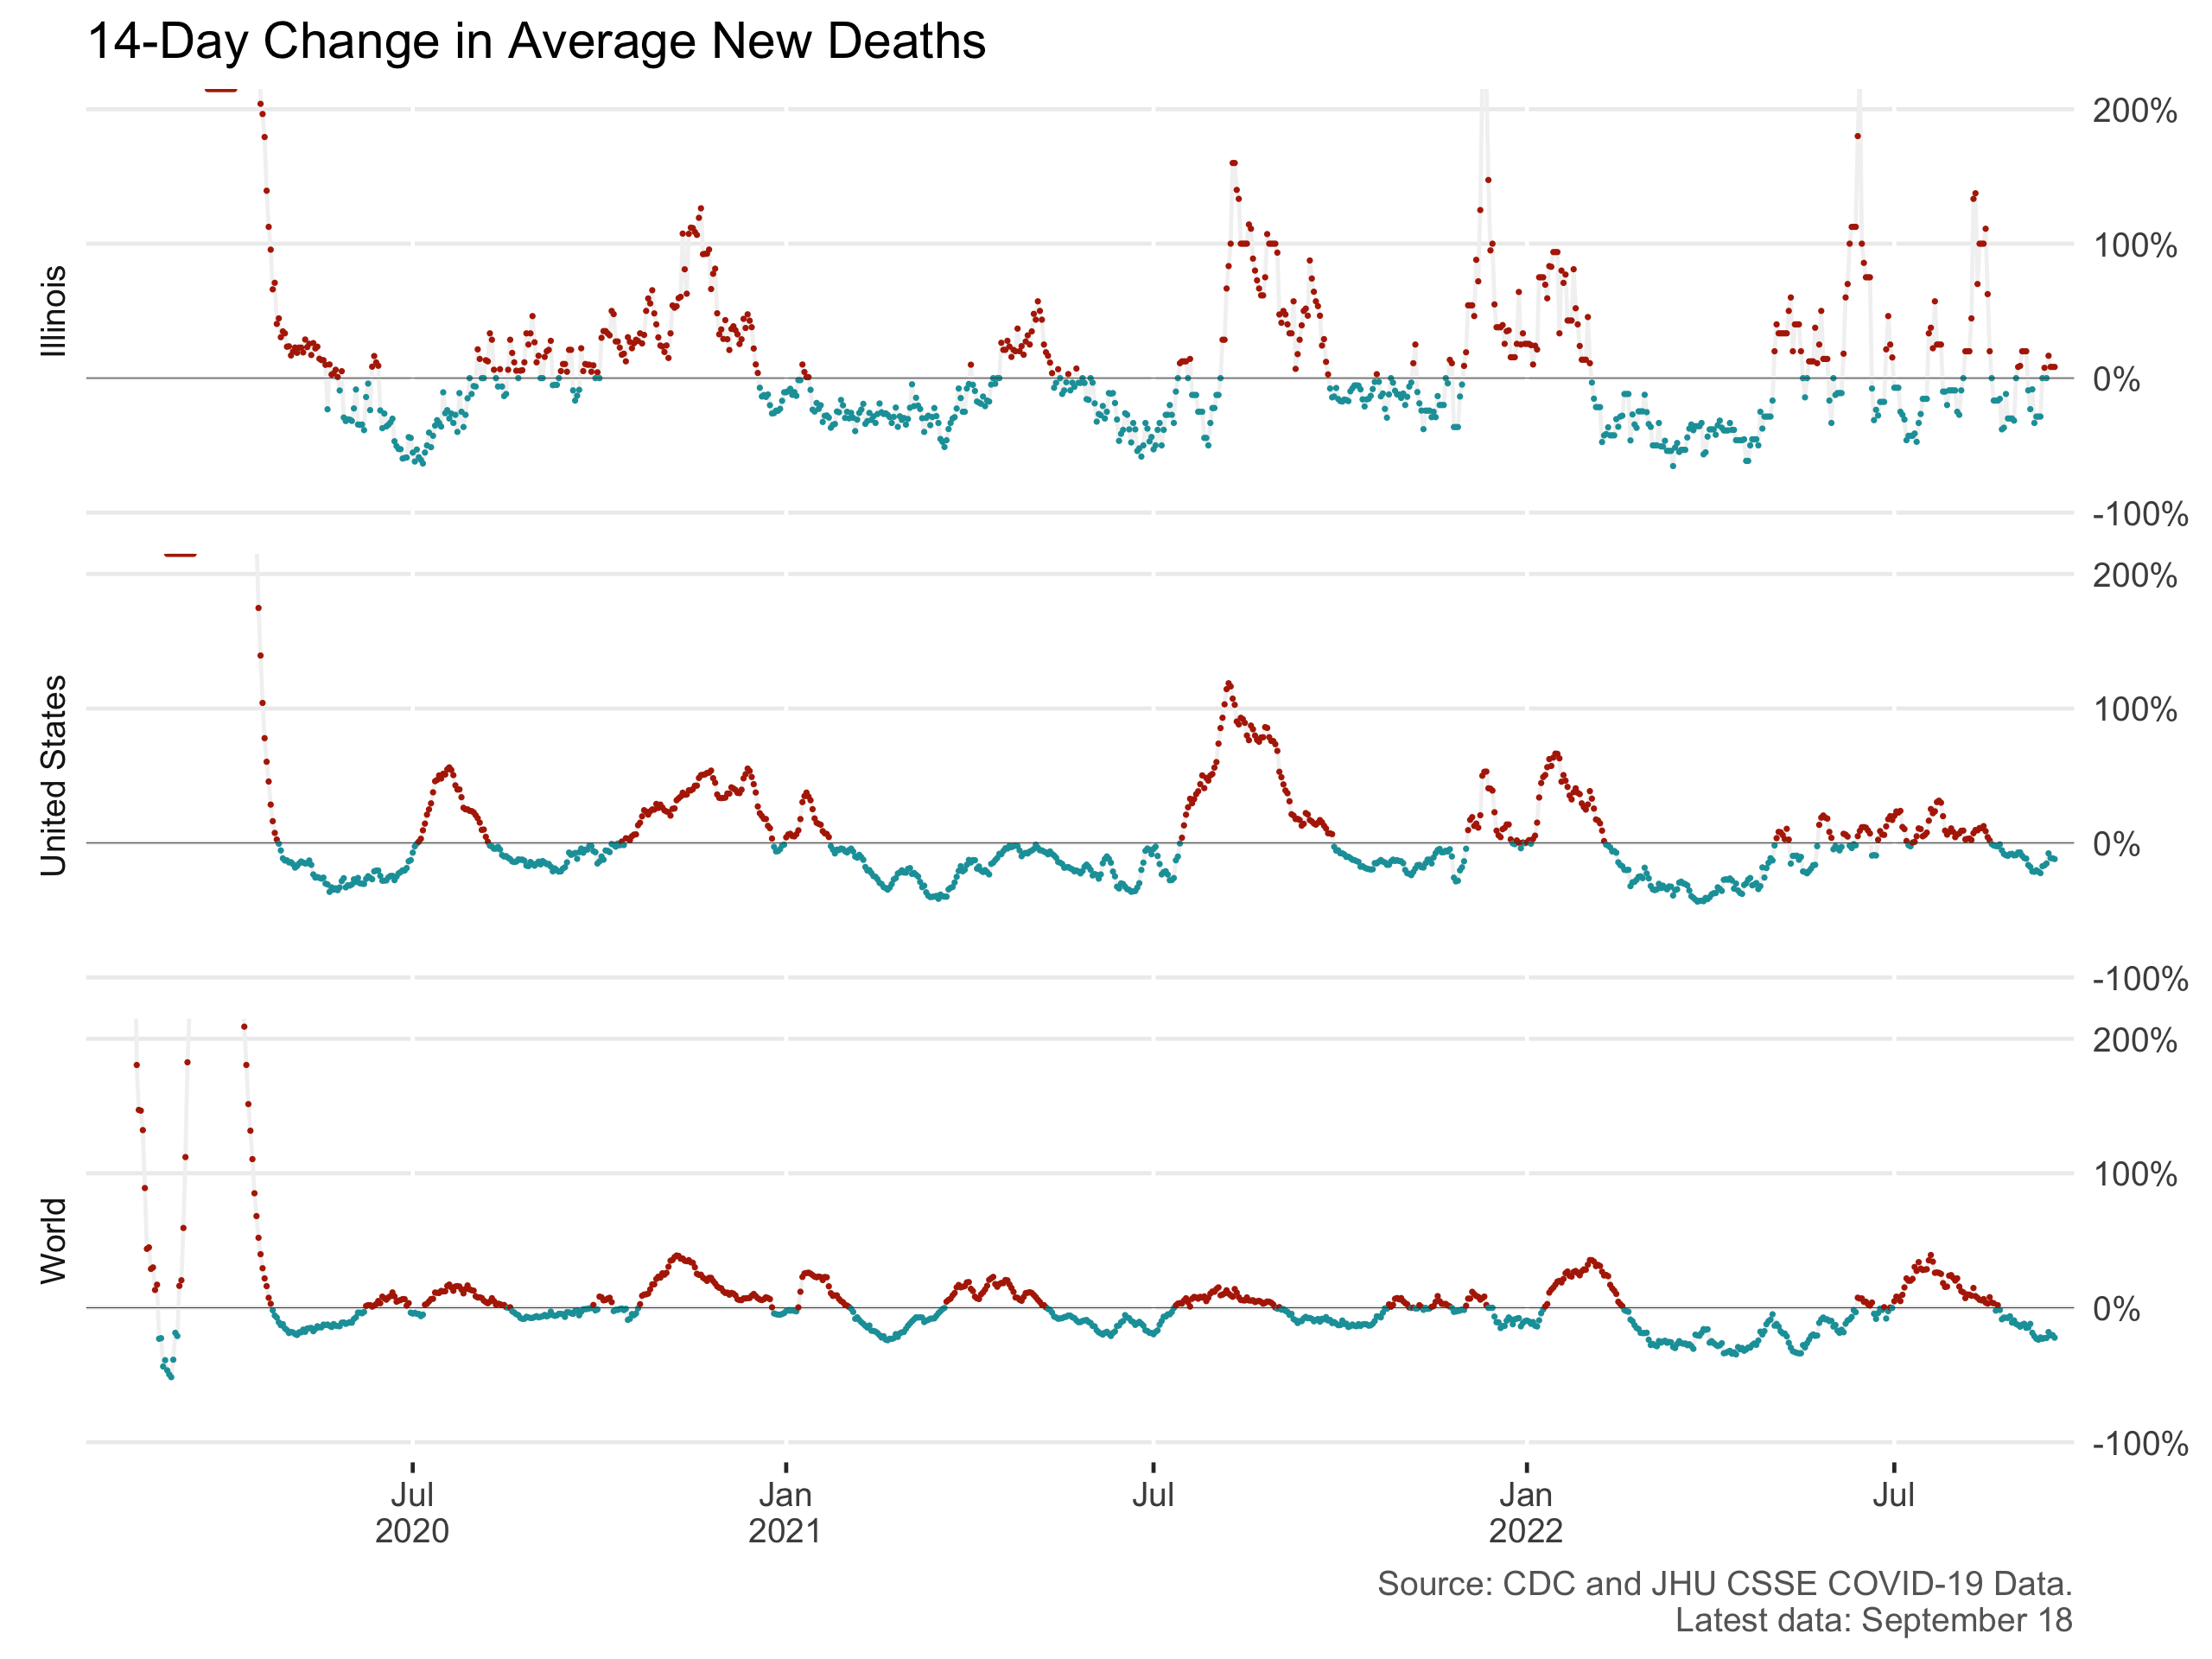 14-Day Change in Average New Deaths
Illinois
200%
100%
0%
-100%
United States
200%
100%
0%
-100%
World
200%
100%
0%
-100%
Jul
2020
Jan
2021
Jul
Jan
2022
Jul
Source: CDC and JHU CSSE COVID-19 Data.
Latest data: September 18